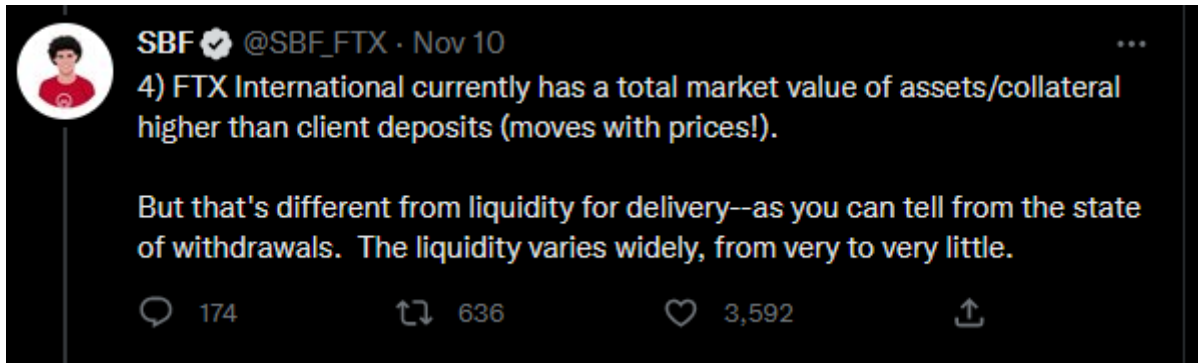 SBF @SBF_FTX · Nov 10
4) FTX International currently has a total market value of assets/collateral
higher than client deposits (moves with prices!).
But that's different from liquidity for delivery--as you can tell from the state
of withdrawals.  The liquidity varies widely, from very to very little.
174 636 3,592